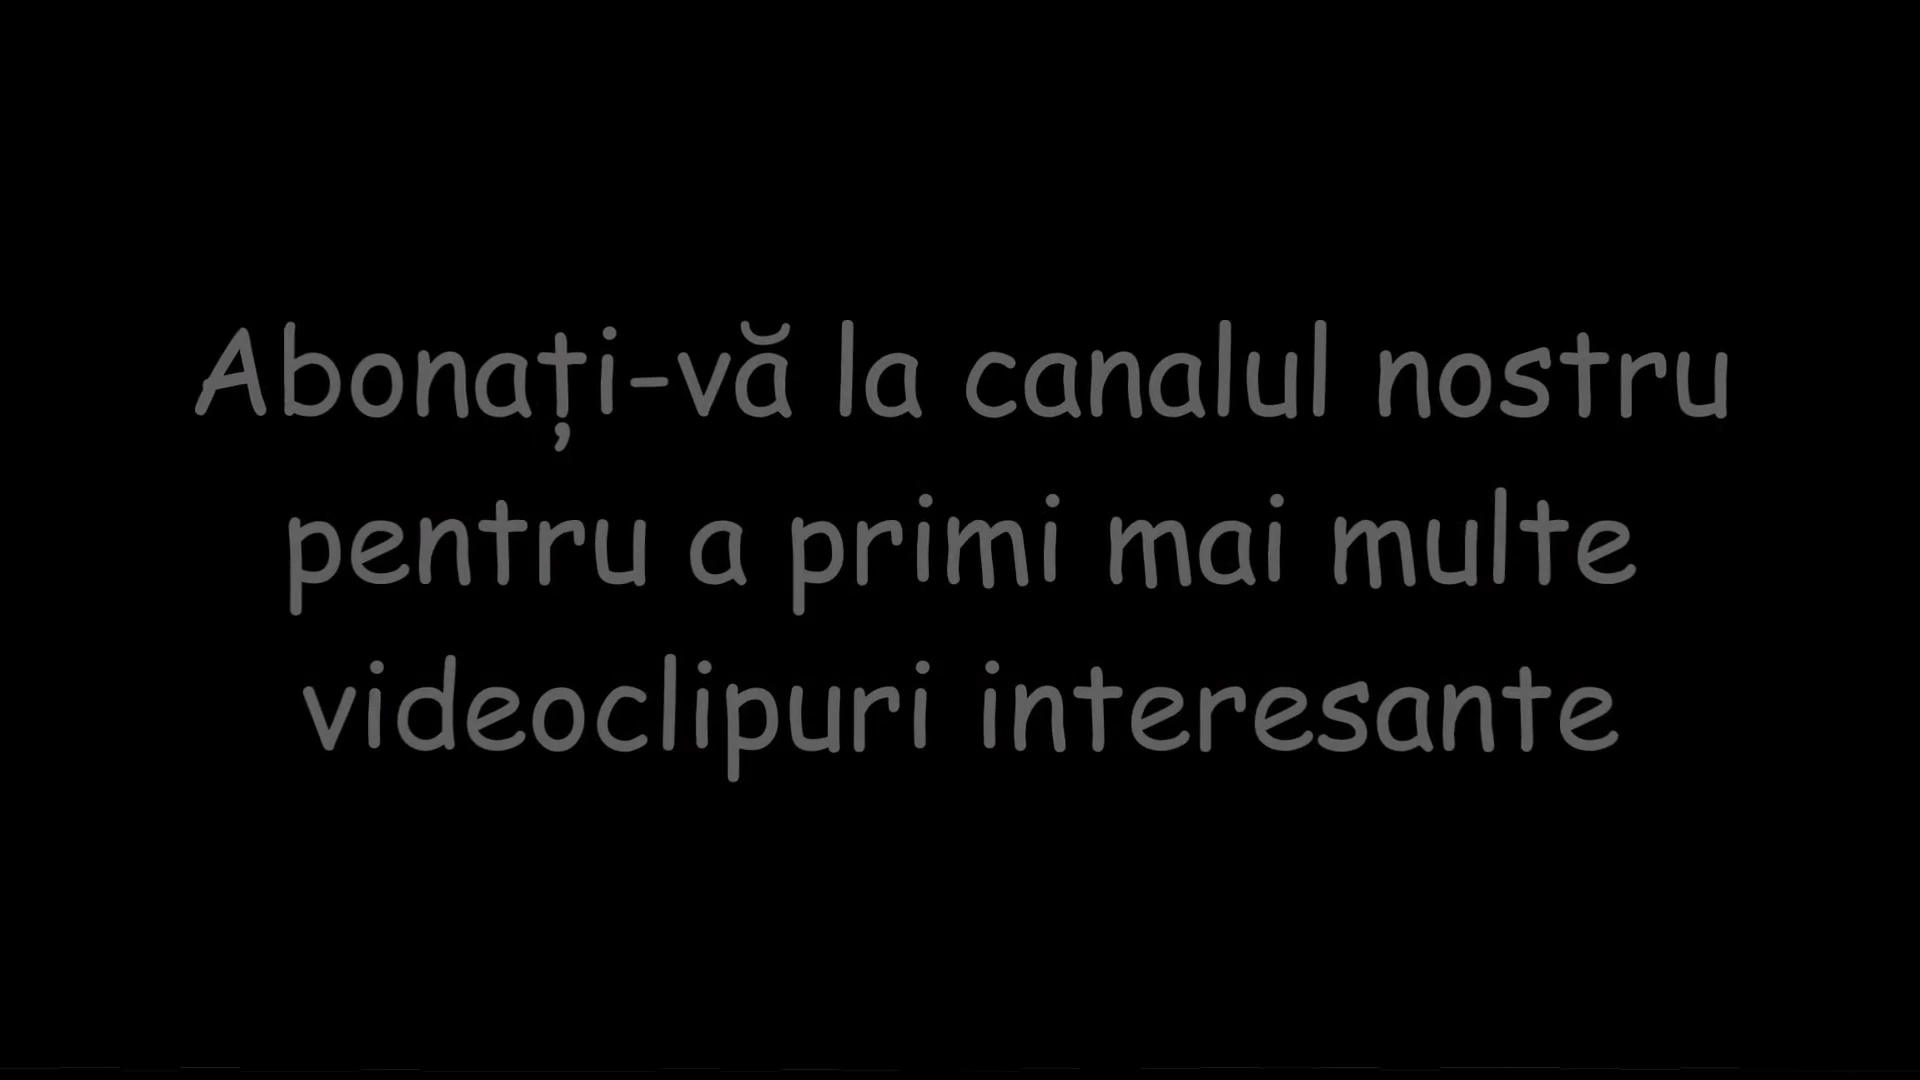 Abonați-vă la canalul nostru
pentru a primi mai multe
videoclipuri interesante